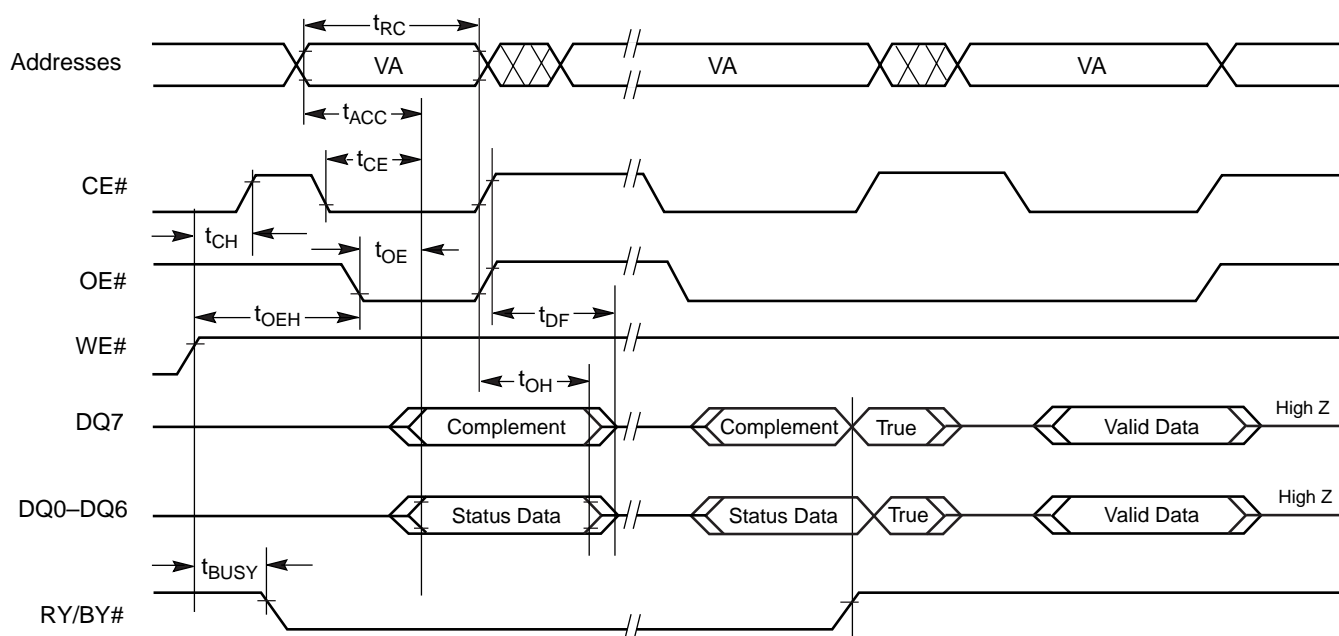 tRC
Addresses VA VA VA
tACC
tCE
CE#
tCH tOE
OE#
tOEH tDF
WE#
tOH
DQ7 Complement Complement True Valid Data High Z
DQ0–DQ6 Status Data Status Data True Valid Data High Z
tBUSY
RY/BY#